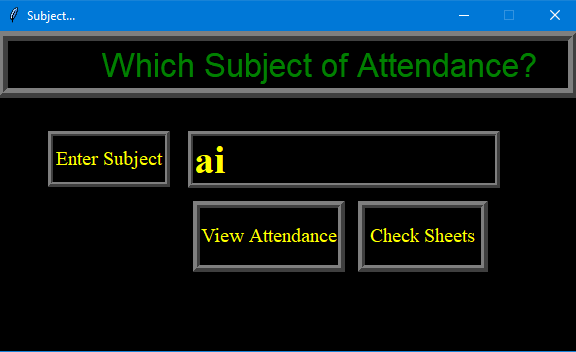 Subject...
Which Subject of Attendance?
Enter Subject
ai
View Attendance
Check Sheets